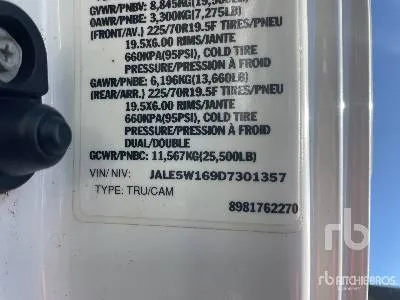 GVWR/PNBV: 8,845KG(19,500LB)
GAWR/PNBE: 3,300KG(7,275LB)
(FRONT/AV.) 225/70R19.5F TIRES/PNEU
19.5X6.00 RIMS/JANTE
660KPA(95PSI), COLD TIRE
PRESSURE/PRESSION À FROID
GAWR/PNBE: 6,196KG(13,660LB)
(REAR/ARR.) 225/70R19.5F TIRES/PNEU
19.5X6.00 RIMS/JANTE
660KPA(95PSI), COLD TIRE
PRESSURE/PRESSION À FROID
DUAL/DOUBLE
GCWR/PNBC: 11,567KG(25,500LB)
VIN/ NIV: JALE5W169D7301357
TYPE: TRU/CAM
8981762270
rb
RITCHIE BROS.